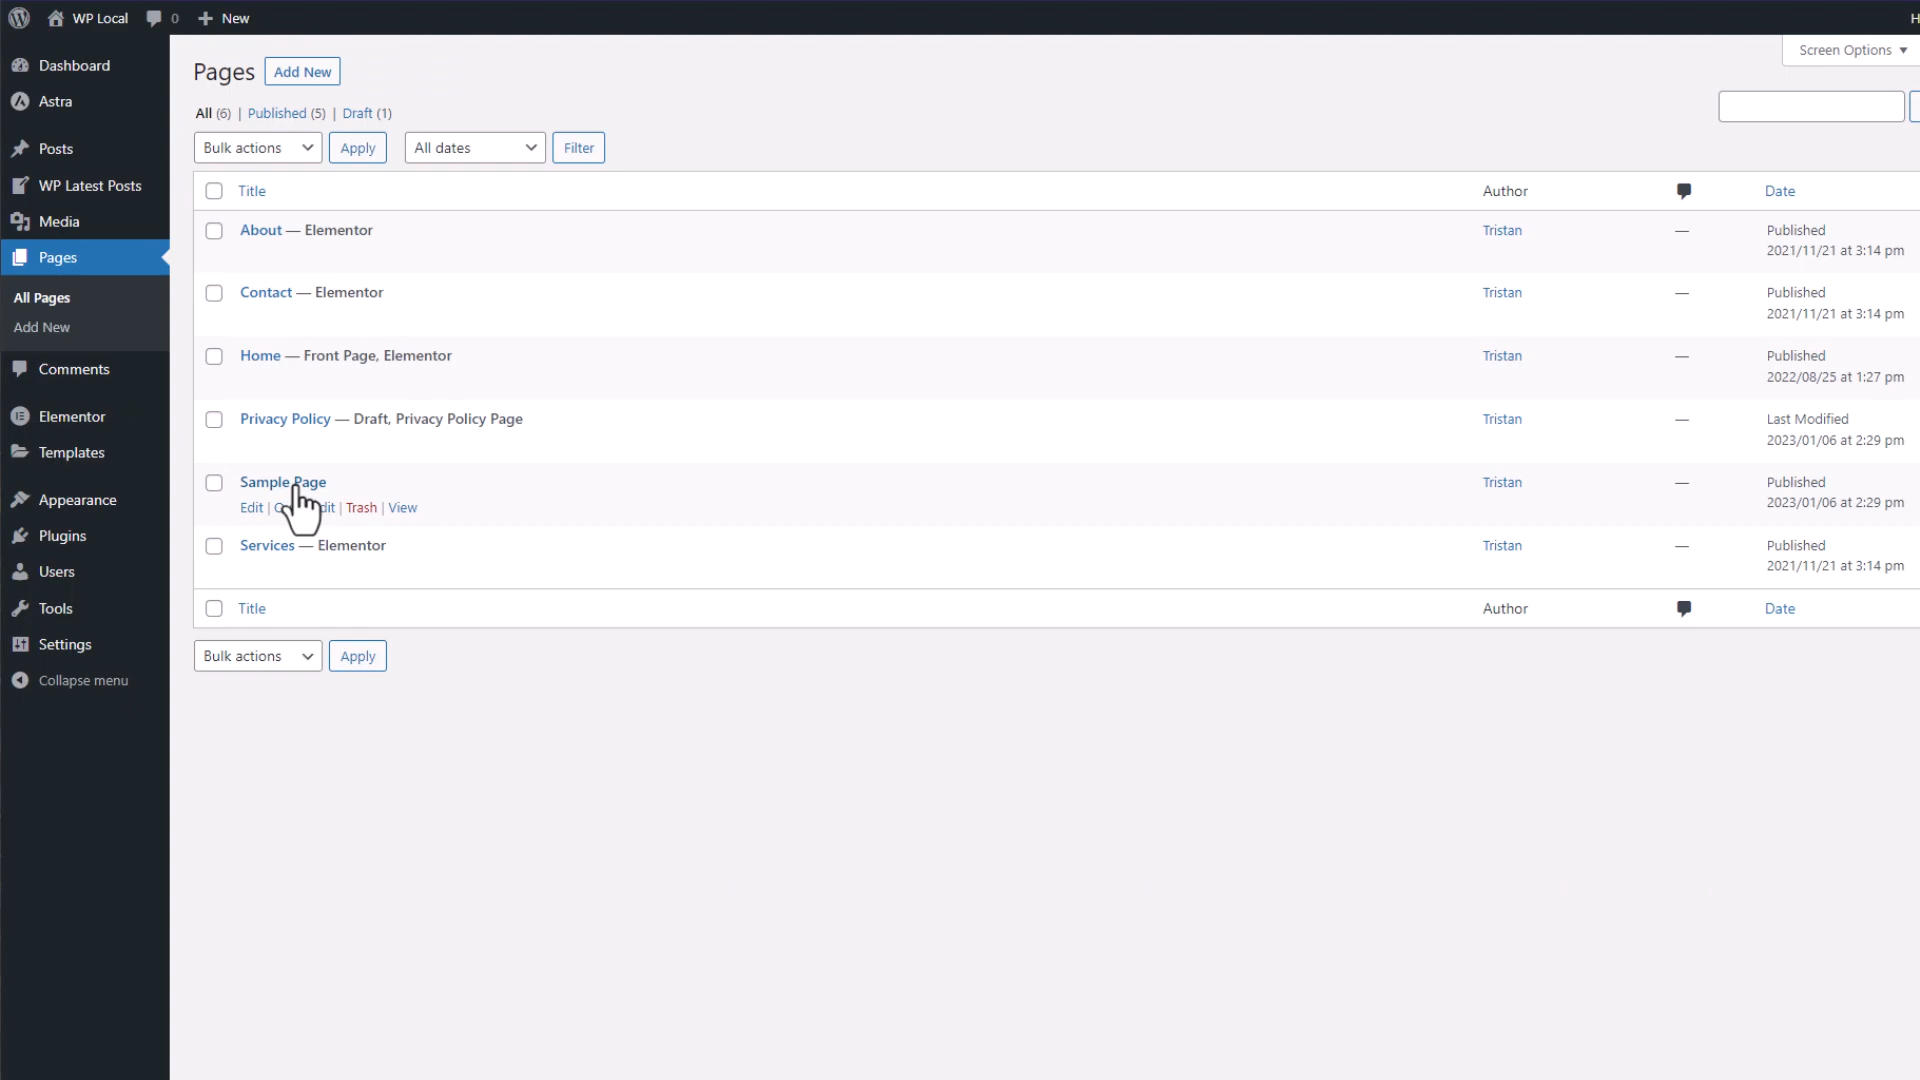 WP Local 0 New
H
Screen Options
Dashboard
Astra
Posts
WP Latest Posts
Media
Pages
All Pages
Add New
Comments
Elementor
Templates
Appearance
Plugins
Users
Tools
Settings
Collapse menu
Pages Add New
All (6) | Published (5) | Draft (1)
Bulk actions Apply All dates Filter
Title Author Date
About — Elementor Tristan — Published
2021/11/21 at 3:14 pm
Contact — Elementor Tristan — Published
2021/11/21 at 3:14 pm
Home — Front Page, Elementor Tristan — Published
2022/08/25 at 1:27 pm
Privacy Policy — Draft, Privacy Policy Page Tristan — Last Modified
2023/01/06 at 2:29 pm
Sample Page Tristan — Published
2023/01/06 at 2:29 pm
Edit | Trash | View
Services — Elementor Tristan — Published
2021/11/21 at 3:14 pm
Title Author Date
Bulk actions Apply